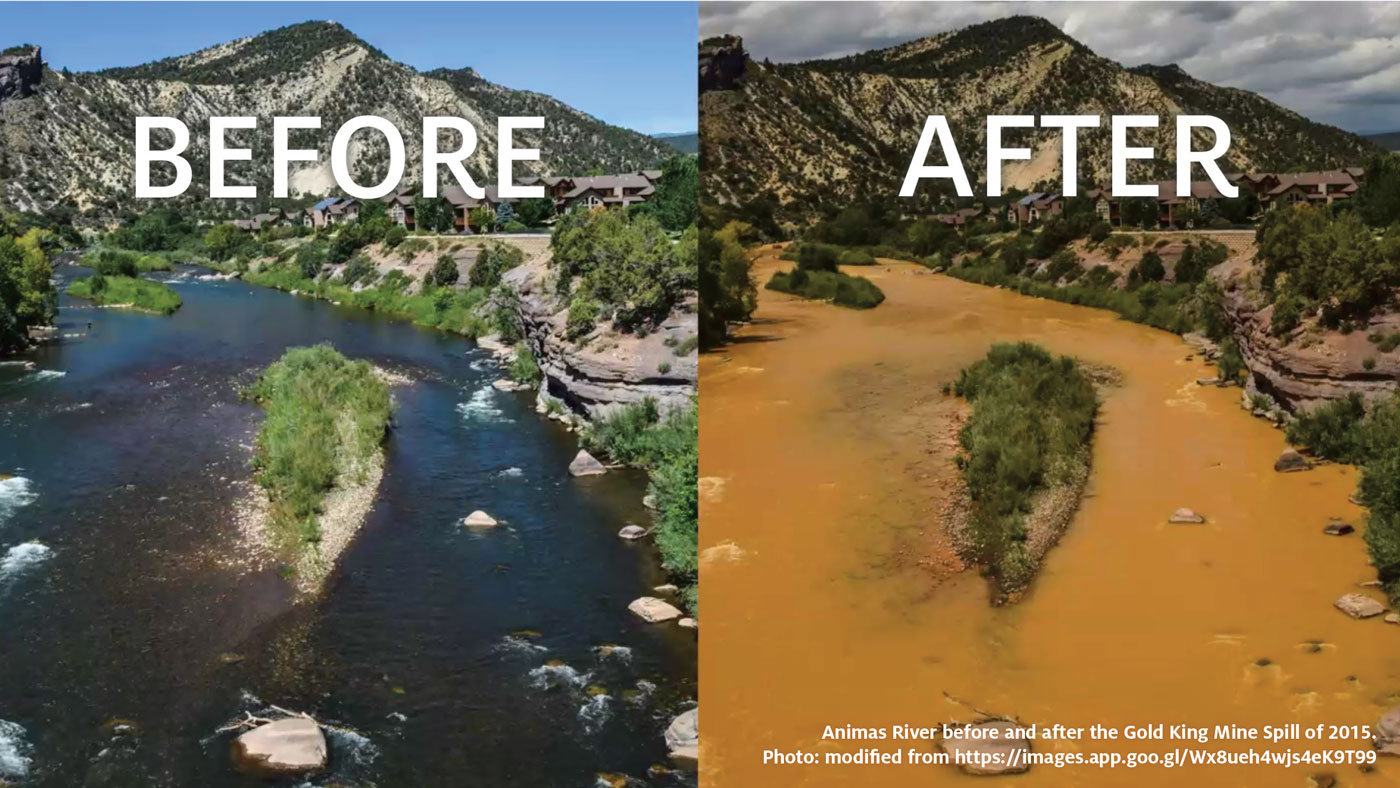 BEFORE
AFTER
Animas River before and after the Gold King Mine Spill of 2015.
Photo: modified from https://images.app.goo.gl/Wx8ueh4wjs4eK9T99